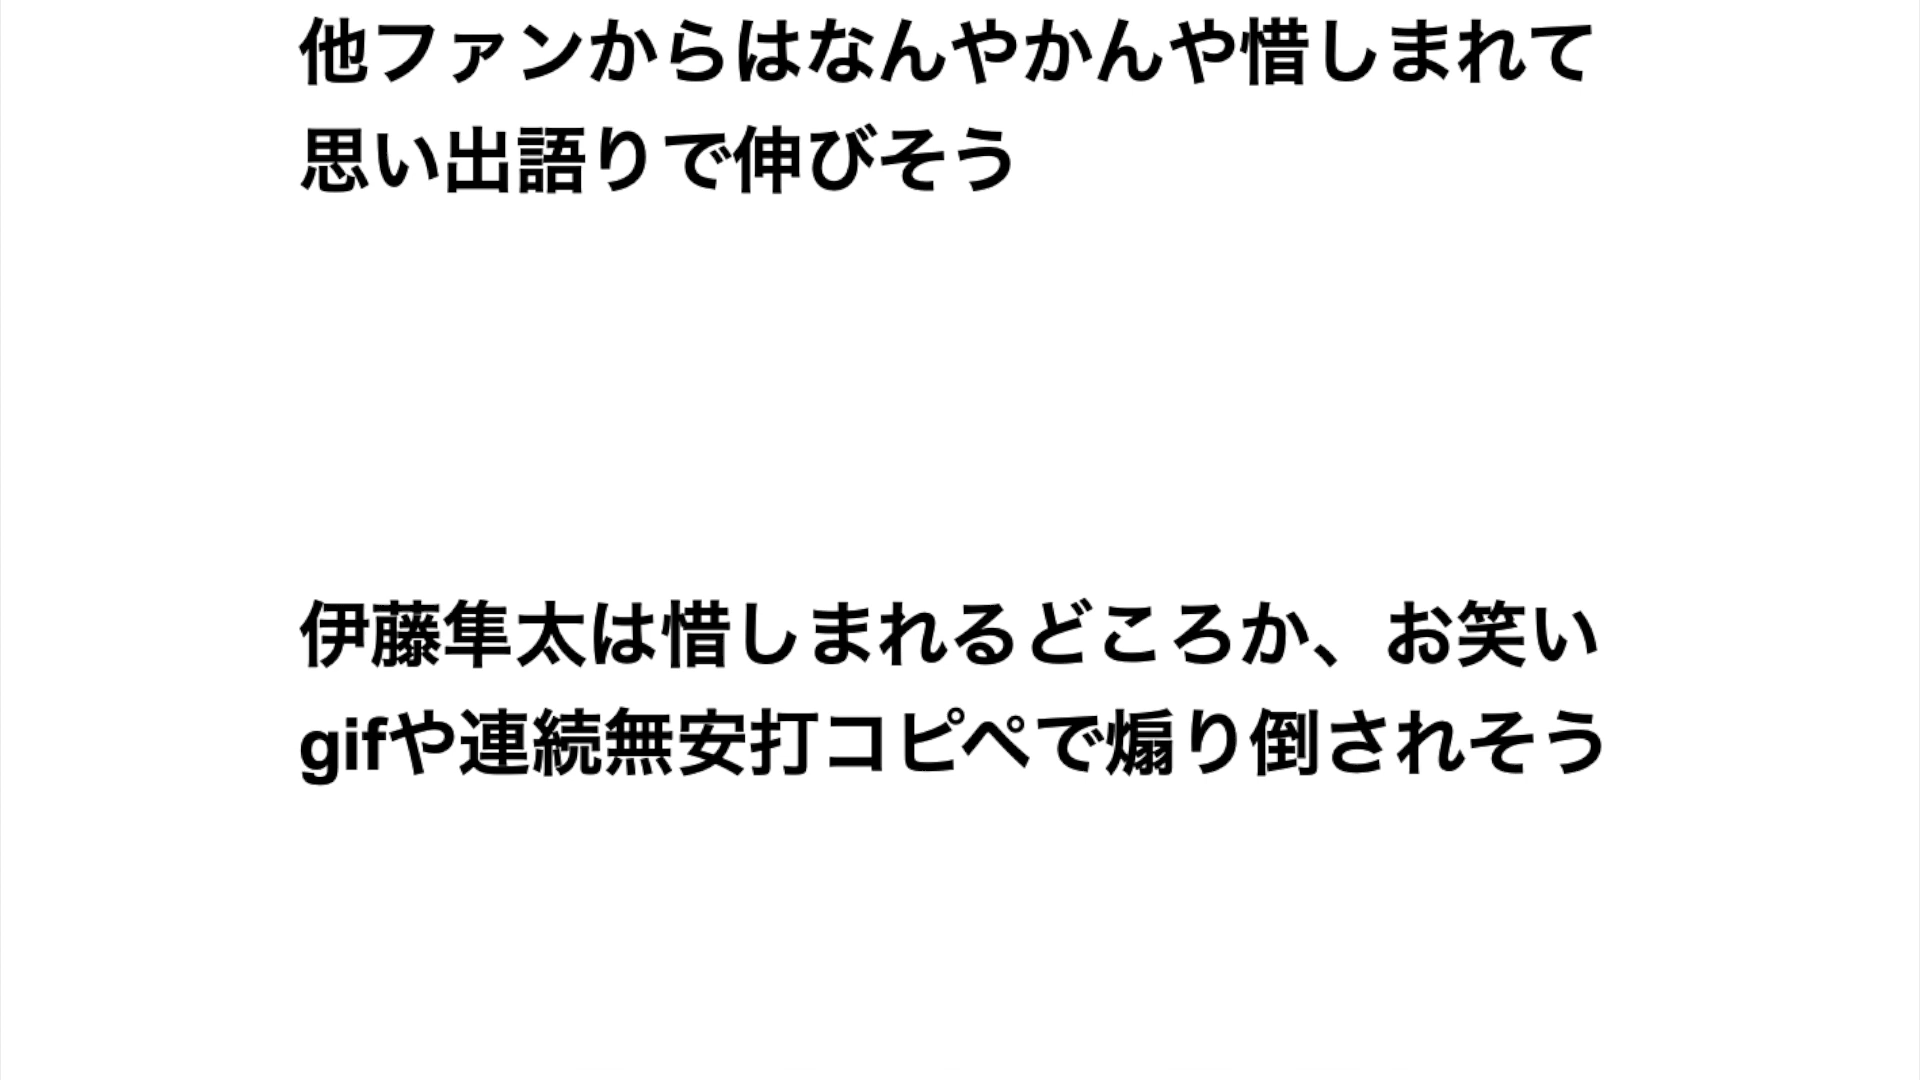 他ファンからはなんやかんや惜しまれて
思い出語りで伸びそう
伊藤隼太は惜しまれるどころか、お笑い
gifや連続無安打コピペで煽り倒されそう